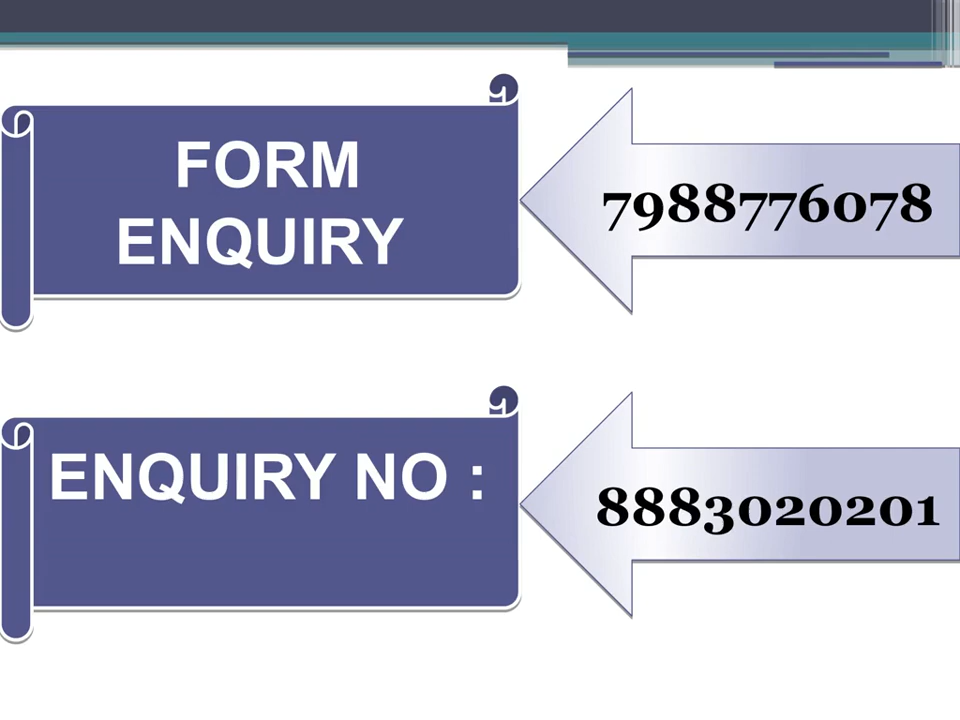 FORM
ENQUIRY
7988776078
ENQUIRY NO :
8883020201